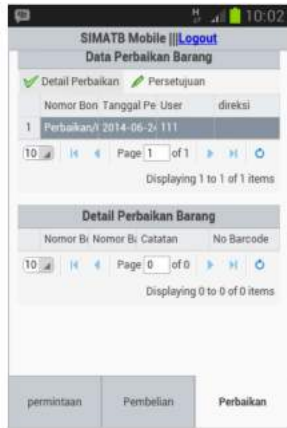 H 10:02
SIMATB Mobile |||Logout
Data Perbaikan Barang
Detail Perbaikan Persetujuan
Nomor Bon Tanggal Pe User direksi
1 Perbaikan/( 2014-06-24 111
10 Page 1 of 1
Displaying 1 to 1 of 1 items
Detail Perbaikan Barang
Nomor B( Nomor B( Catatan No Barcode
10 Page 0 of 0
Displaying 0 to 0 of 0 items
permintaan Pembelian Perbaikan